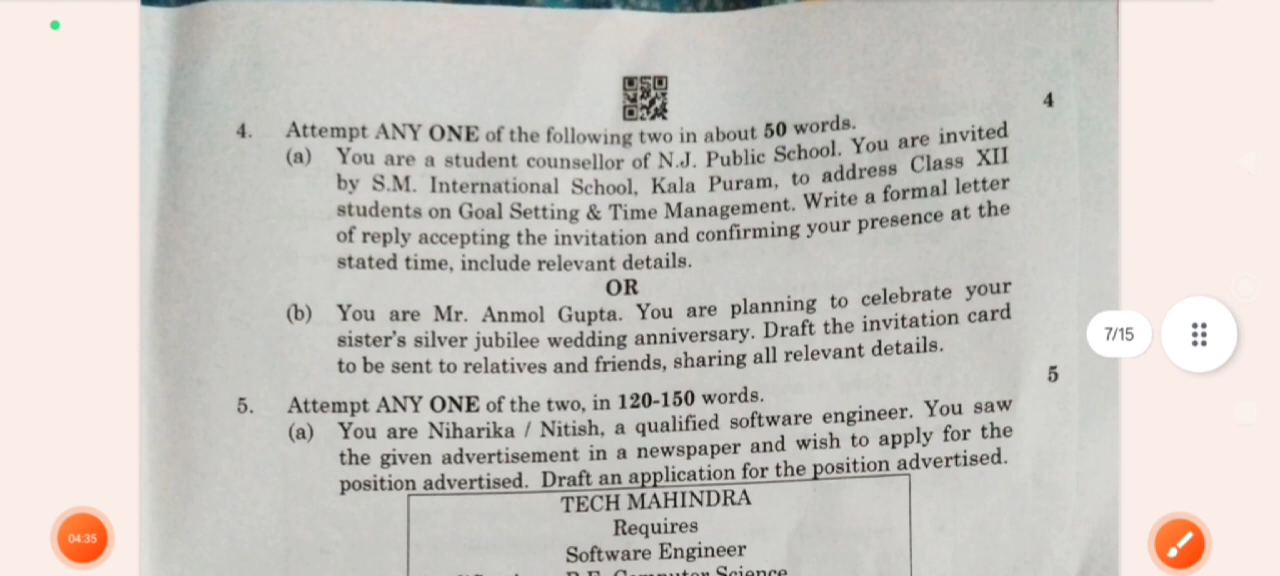 4
4. Attempt ANY ONE of the following two in about 50 words.
(a) You are a student counsellor of N.J. Public School. You are invited
by S.M. International School, Kala Puram, to address Class XII
students on Goal Setting & Time Management. Write a formal letter
of reply accepting the invitation and confirming your presence at the
stated time, include relevant details.
OR
(b) You are Mr. Anmol Gupta. You are planning to celebrate your
sister's silver jubilee wedding anniversary. Draft the invitation card
to be sent to relatives and friends, sharing all relevant details.
7/15
5
5. Attempt ANY ONE of the two, in 120-150 words.
(a) You are Niharika / Nitish, a qualified software engineer. You saw
the given advertisement in a newspaper and wish to apply for the
position advertised. Draft an application for the position advertised.
TECH MAHINDRA
Requires
Software Engineer
04:35
Computer Science